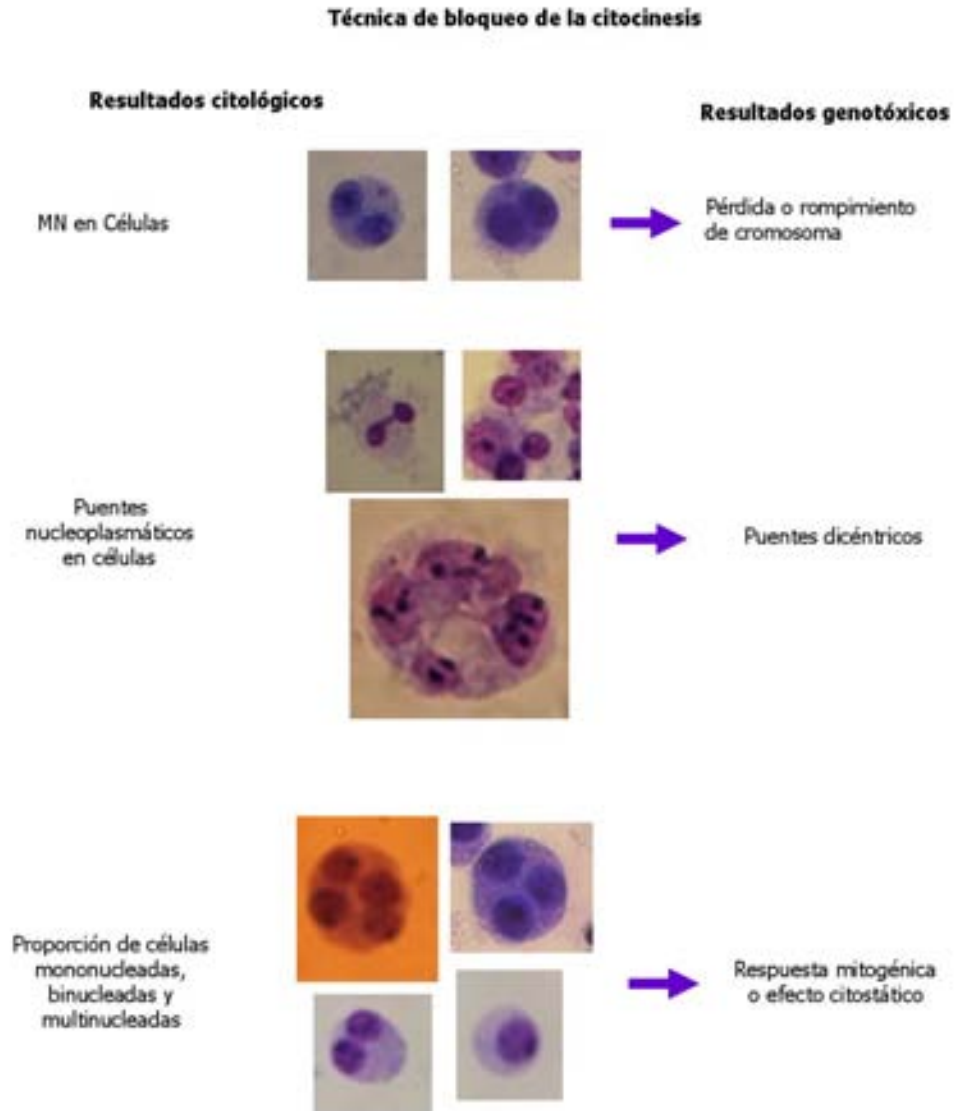 Técnica de bloqueo de la citocinesis
Resultados citológicos
Resultados genotóxicos
MN en Células
Pérdida o rompimiento
de cromosoma
Puentes
nucleoplasmáticos
en células
Puentes dicéntricos
Proporción de células
mononucleadas,
binucleadas y
multinucleadas
Respuesta mitogénica
o efecto citostático